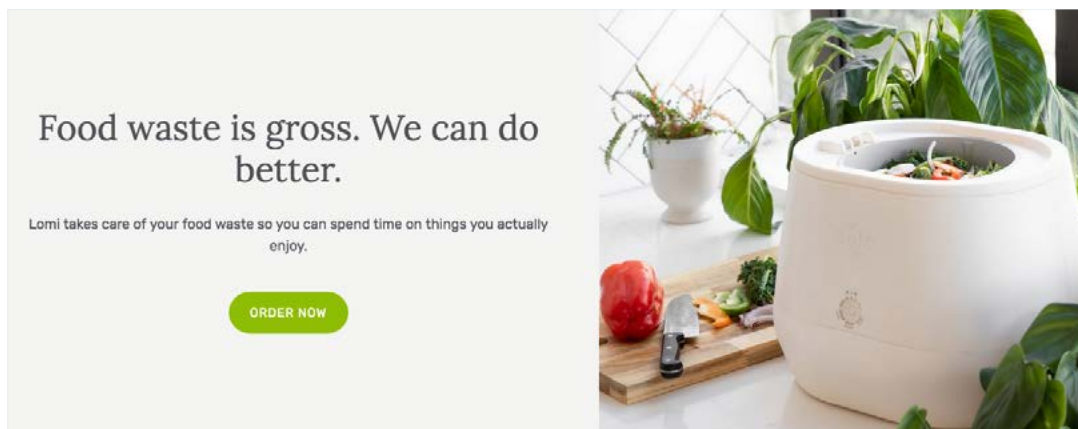 Food waste is gross. We can do
better.
Lomi takes care of your food waste so you can spend time on things you actually
enjoy.
ORDER NOW